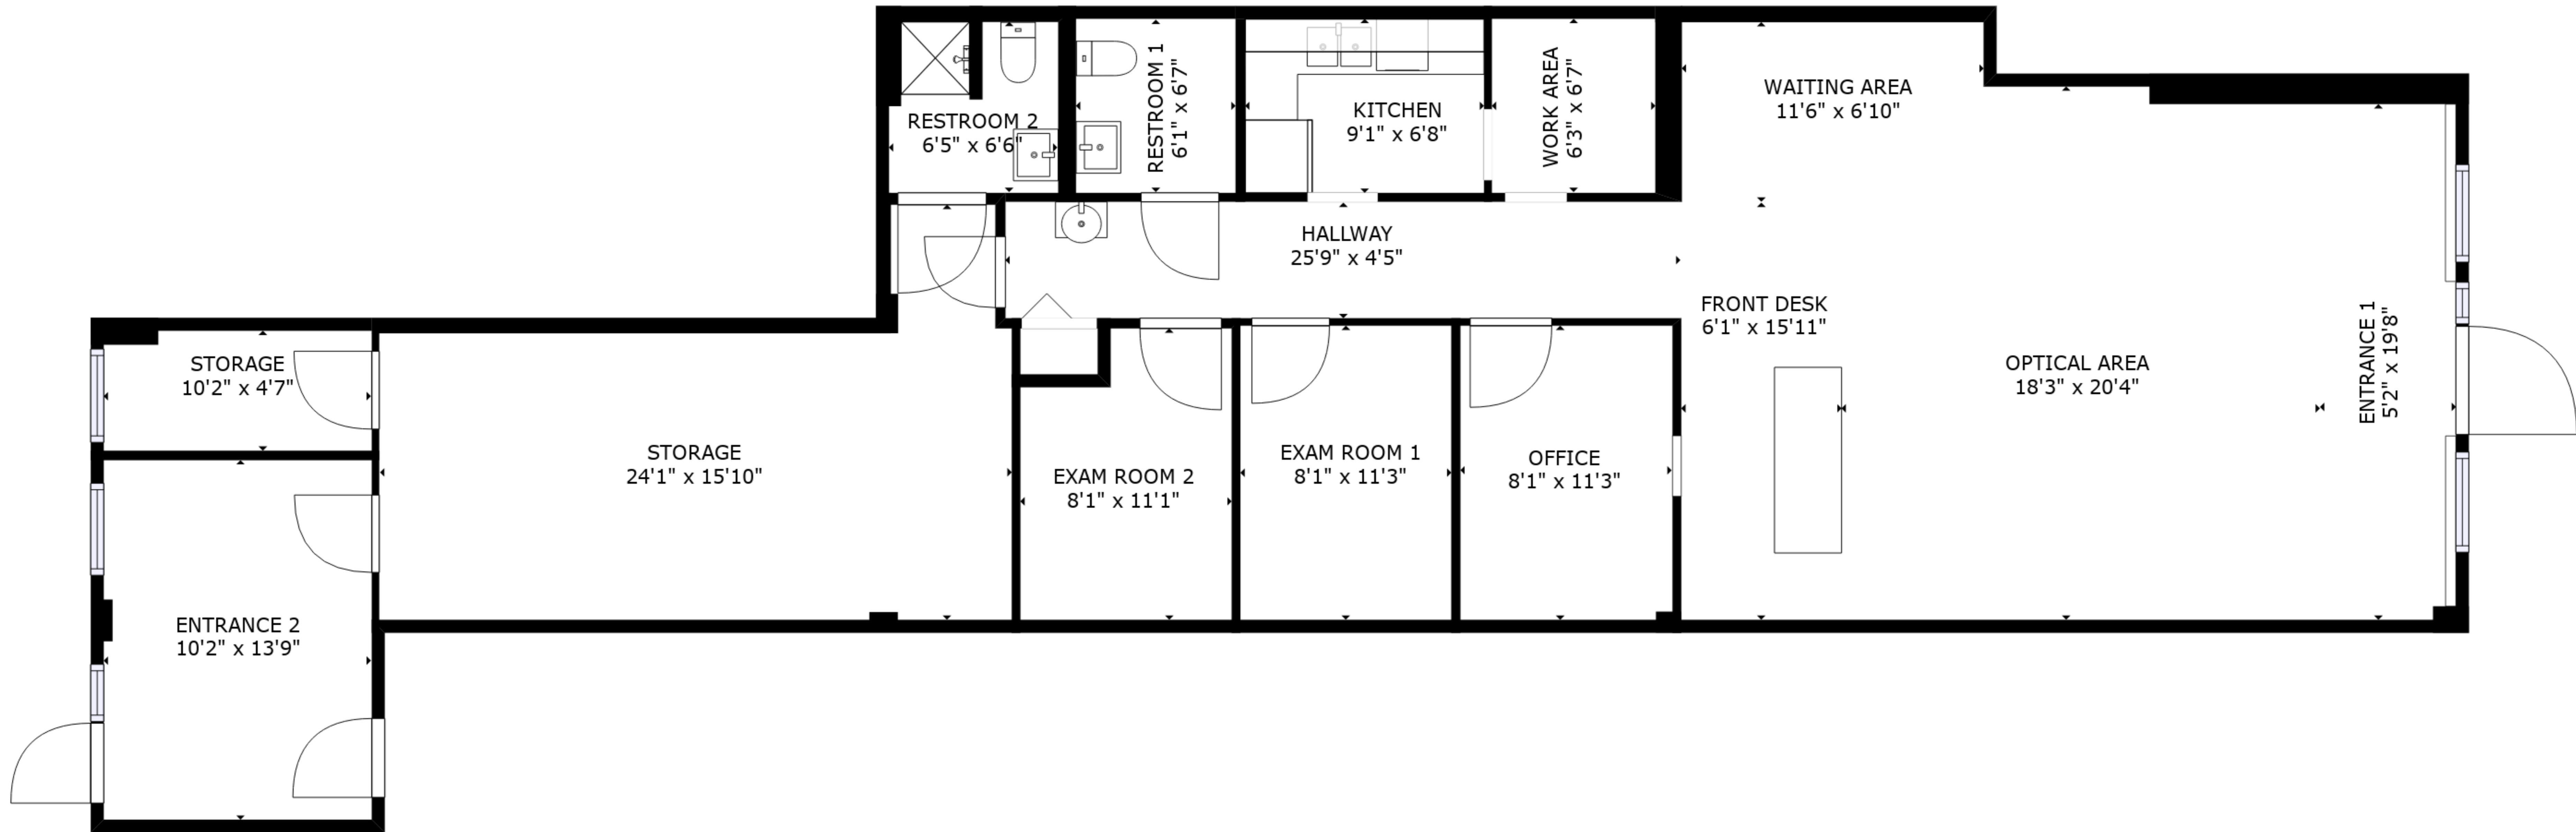 RESTROOM 2
6'5" x 6'6"
RESTROOM 1
6'1" x 6'7"
KITCHEN
9'1" x 6'8"
WORK AREA
6'3" x 6'7"
WAITING AREA
11'6" x 6'10"
HALLWAY
25'9" x 4'5"
FRONT DESK
6'1" x 15'11"
OPTICAL AREA
18'3" x 20'4"
ENTRANCE 1
5'2" x 19'8"
STORAGE
10'2" x 4'7"
STORAGE
24'1" x 15'10"
EXAM ROOM 2
8'1" x 11'1"
EXAM ROOM 1
8'1" x 11'3"
OFFICE
8'1" x 11'3"
ENTRANCE 2
10'2" x 13'9"